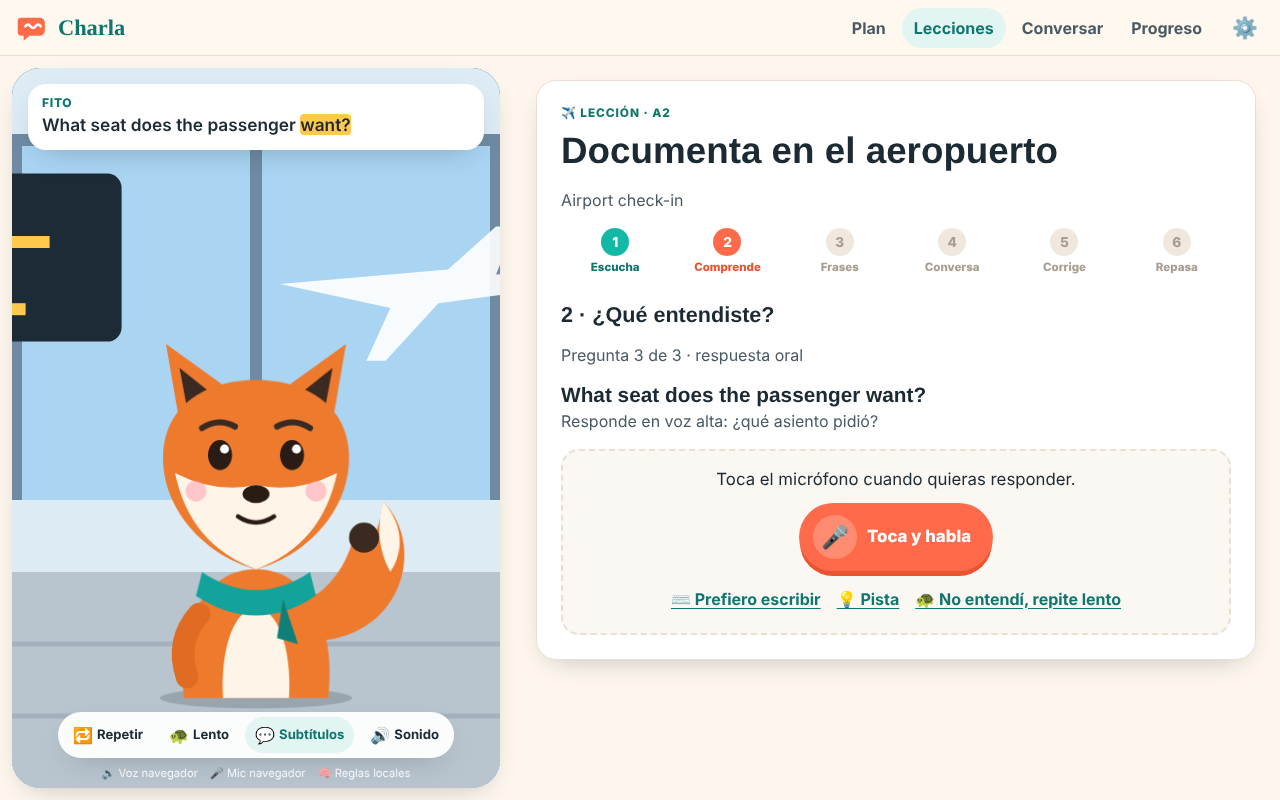 Charla
Plan
Lecciones
Conversar
Progreso
FITO
What seat does the passenger want?
Repetir
Lento
Subtítulos
Sonido
Voz navegador
Mic navegador
Reglas locales
LECCIÓN · A2
Documenta en el aeropuerto
Airport check-in
1
2
3
4
5
6
Escucha
Comprende
Frases
Conversa
Corrige
Repasa
2 · ¿Qué entendiste?
Pregunta 3 de 3 · respuesta oral
What seat does the passenger want?
Responde en voz alta: ¿qué asiento pidió?
Toca el micrófono cuando quieras responder.
Toca y habla
Prefiero escribir
Pista
No entendí, repite lento